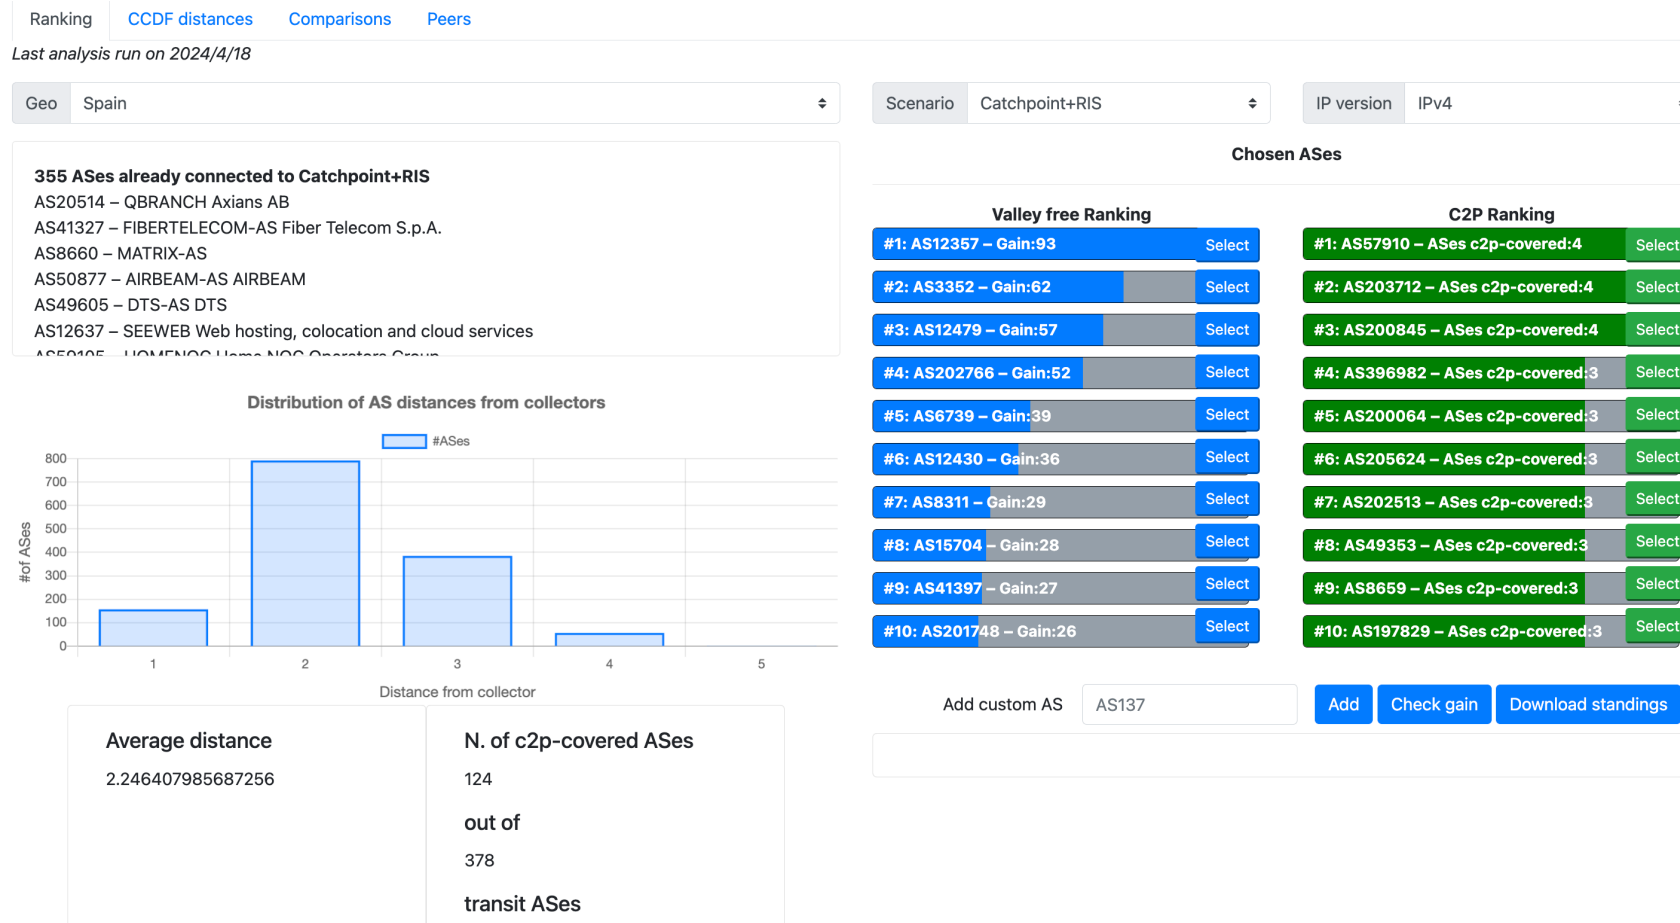 Ranking CCDF distances Comparisons Peers
Last analysis run on 2024/4/18
Geo Spain
Scenario Catchpoint+RIS
IP version IPv4
355 ASes already connected to Catchpoint+RIS
AS20514 – QBRANCH Axians AB
AS41327 – FIBERTELECOM-AS Fiber Telecom S.p.A.
AS8660 – MATRIX-AS
AS50877 – AIRBEAM-AS AIRBEAM
AS49605 – DTS-AS DTS
AS12637 – SEEWEB Web hosting, colocation and cloud services
Distribution of AS distances from collectors
#ASes
800
700
600
500
400
300
200
100
0
#of ASes
1 2 3 4 5
Distance from collector
Average distance
2.246407985687256
N. of c2p-covered ASes
124
out of
378
transit ASes
Chosen ASes
Valley free Ranking
#1: AS12357 – Gain:93 Select
#2: AS3352 – Gain:62 Select
#3: AS12479 – Gain:57 Select
#4: AS202766 – Gain:52 Select
#5: AS6739 – Gain:39 Select
#6: AS12430 – Gain:36 Select
#7: AS8311 – Gain:29 Select
#8: AS15704 – Gain:28 Select
#9: AS41397 – Gain:27 Select
#10: AS201748 – Gain:26 Select
C2P Ranking
#1: AS57910 – ASes c2p-covered:4 Select
#2: AS203712 – ASes c2p-covered:4 Select
#3: AS200845 – ASes c2p-covered:4 Select
#4: AS396982 – ASes c2p-covered:3 Select
#5: AS200064 – ASes c2p-covered:3 Select
#6: AS205624 – ASes c2p-covered:3 Select
#7: AS202513 – ASes c2p-covered:3 Select
#8: AS49353 – ASes c2p-covered:3 Select
#9: AS8659 – ASes c2p-covered:3 Select
#10: AS197829 – ASes c2p-covered:3 Select
Add custom AS AS137 Add Check gain Download standings